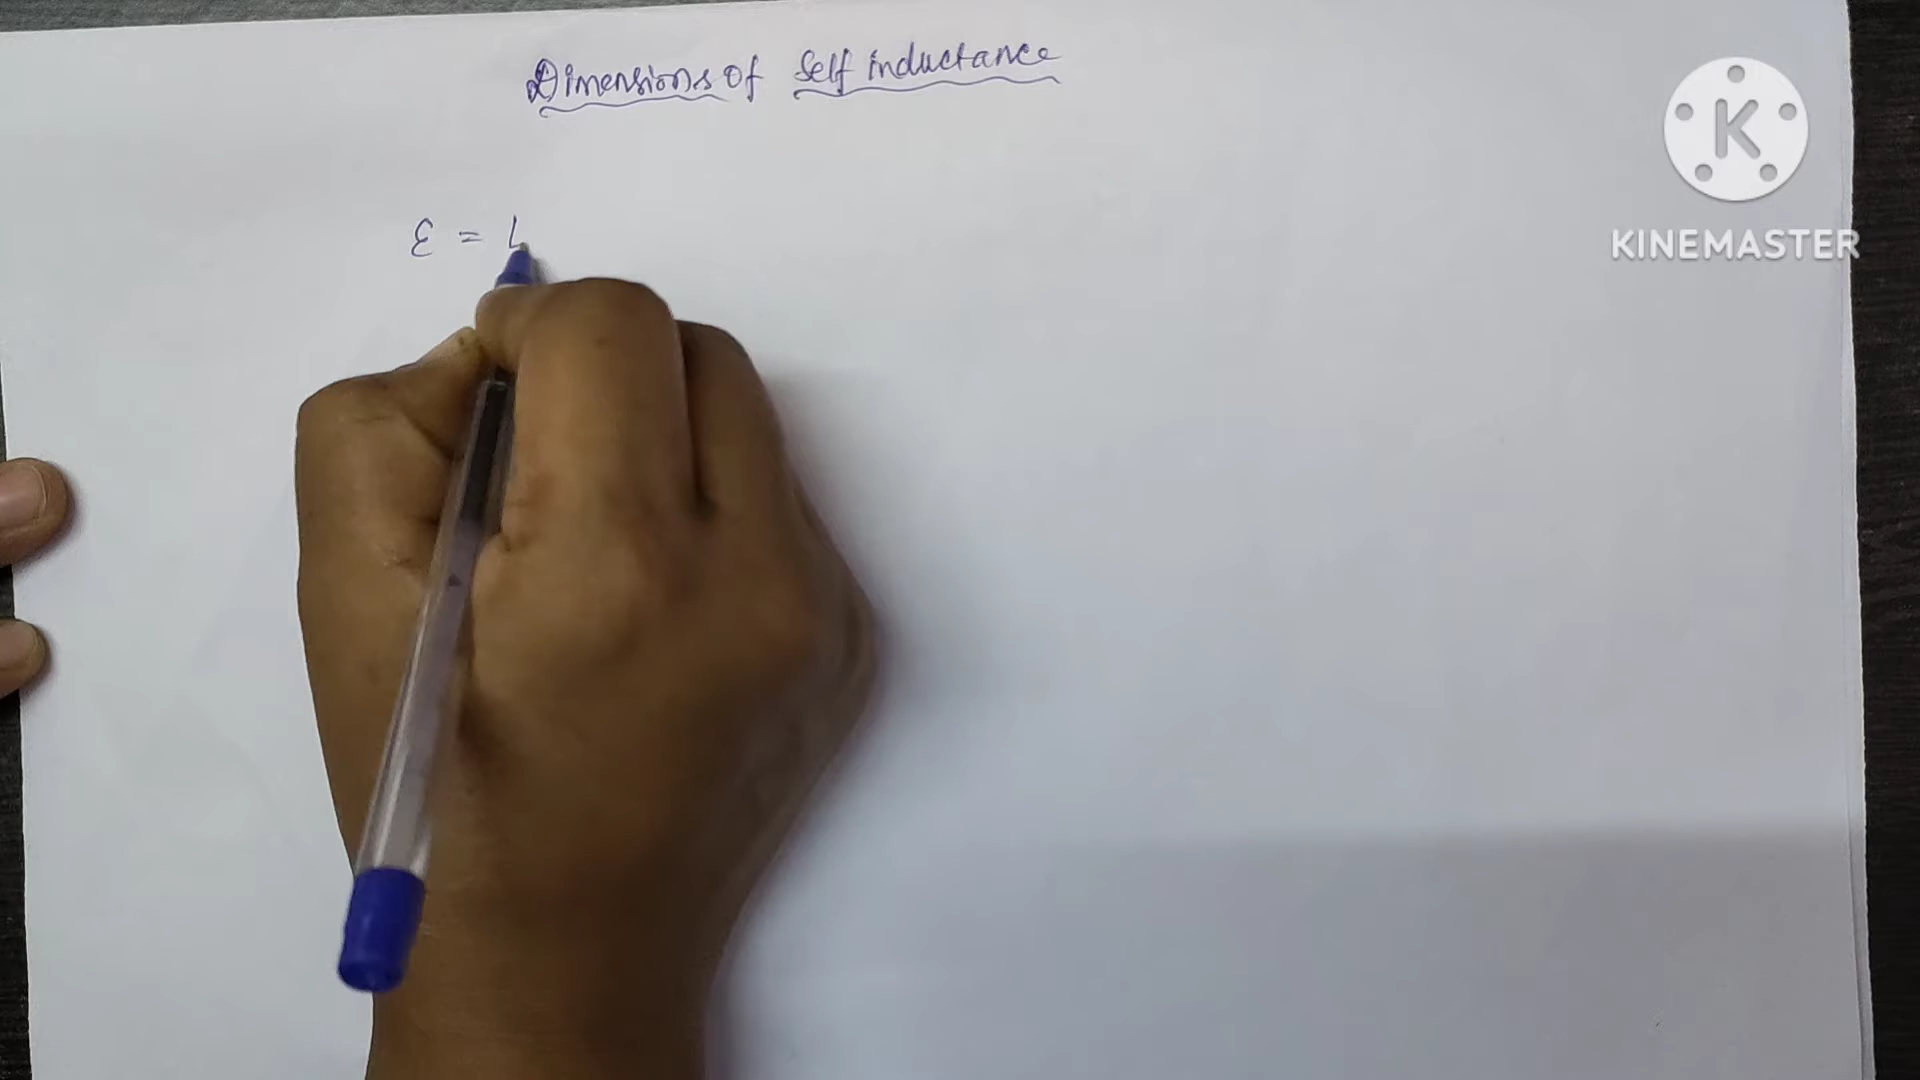 Dimensions of Self inductance
K
KINEMASTER
ε = L